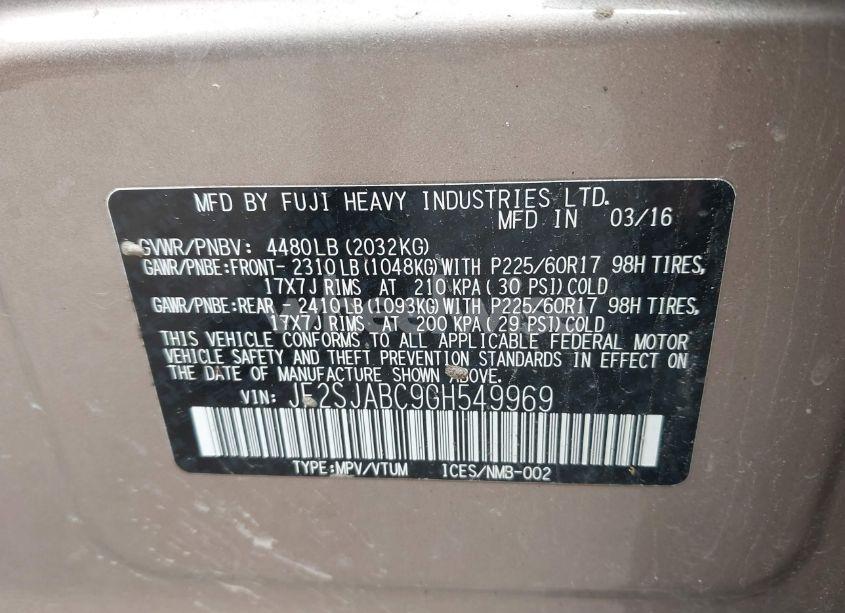 MFD BY FUJI HEAVY INDUSTRIES LTD.
MFD IN 03/16
GVWR/PNBV: 4480LB(2032KG)
GAWR/PNBE:FRONT-2310LB(1048KG)WITH P225/60R17 98H TIRES,
17X7J RIMS AT 210 KPA(30 PSI)COLD
GAWR/PNBE:REAR -2410LB(1093KG)WITH P225/60R17 98H TIRES,
17X7J RIMS AT 200 KPA(29 PSI)COLD
THIS VEHICLE CONFORMS TO ALL APPLICABLE FEDERAL MOTOR
VEHICLE SAFETY AND THEFT PREVENTION STANDARDS IN EFFECT ON
THE DATE OF MANUFACTURE SHOWN ABOVE.
VIN: JF2SJABC9GH549969
TYPE:MPV/VTUM ICES/NMB-002